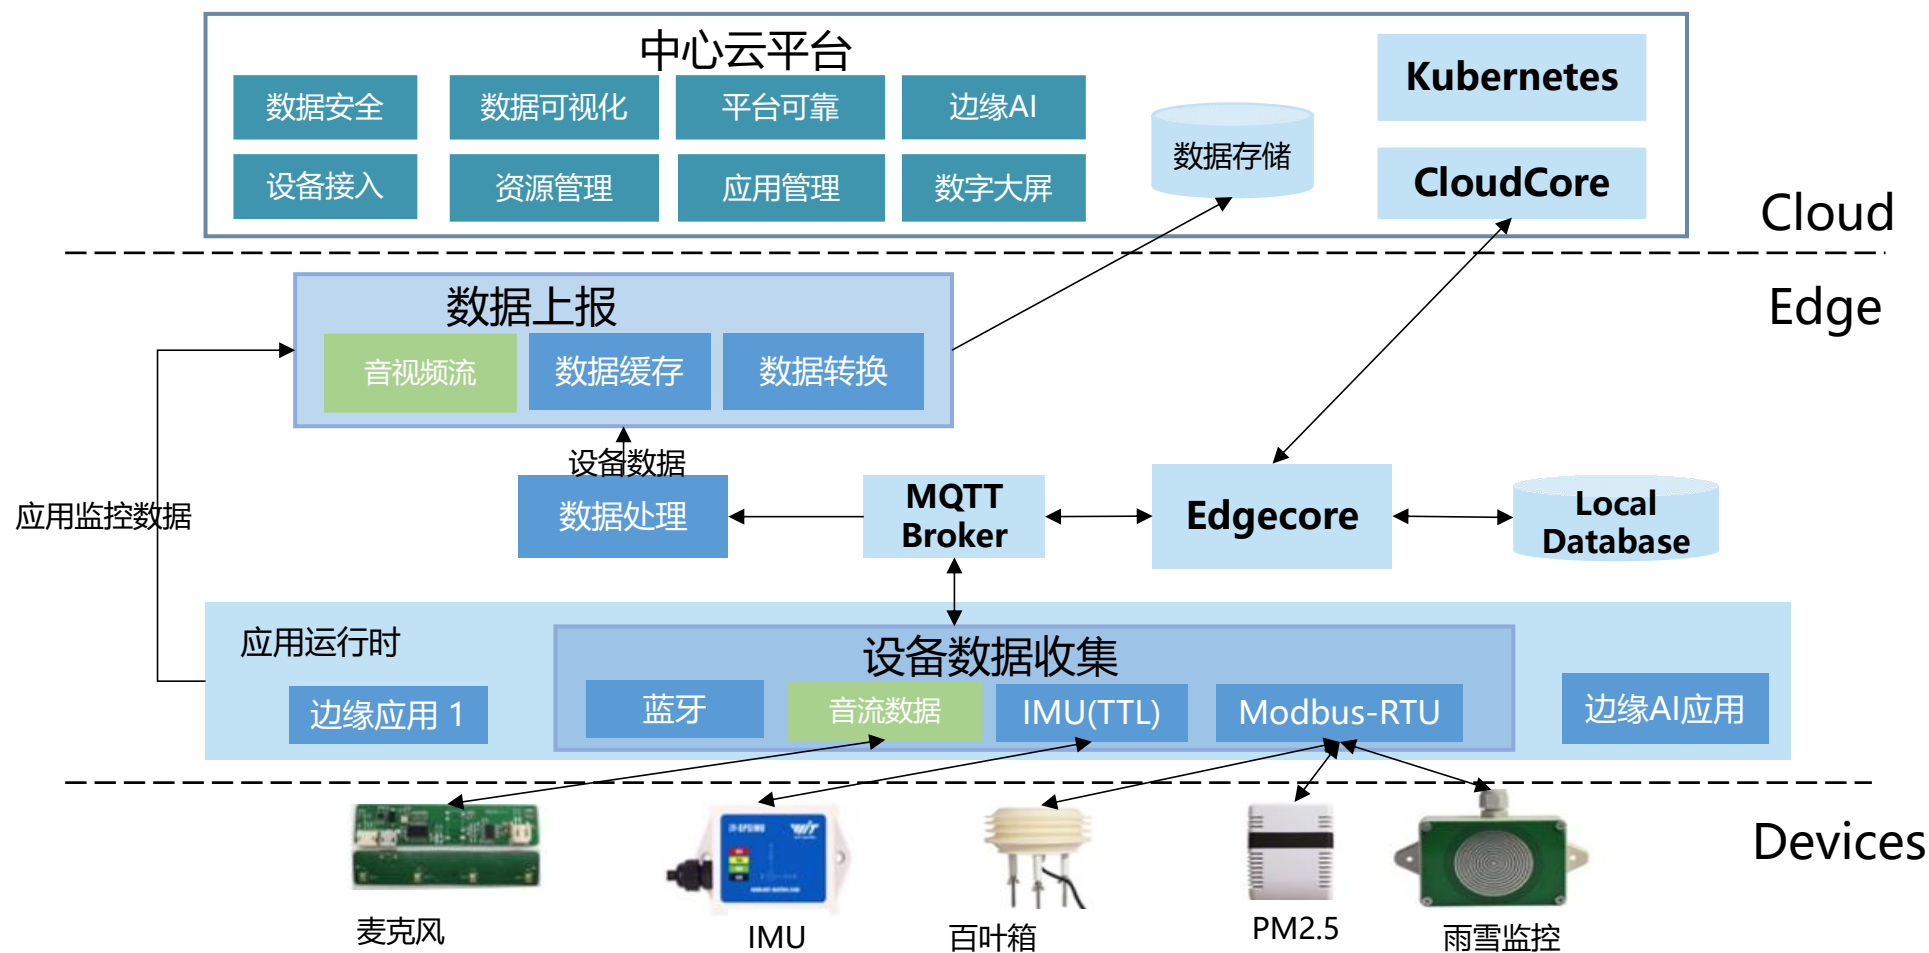 中心云平台
Kubernetes
数据安全
数据可视化
平台可靠
边缘AI
数据存储
设备接入
资源管理
应用管理
数字大屏
CloudCore
Cloud
Edge
数据上报
音视频流
数据缓存
数据转换
设备数据
应用监控数据
数据处理
MQTT
Broker
Edgecore
Local
Database
应用运行时
设备数据收集
边缘应用 1
蓝牙
音流数据
IMU(TTL)
Modbus-RTU
边缘AI应用
Devices
麦克风
IMU
百叶箱
PM2.5
雨雪监控